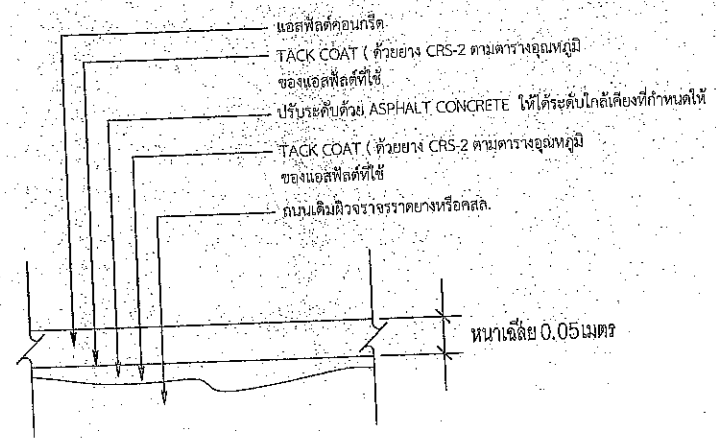 แอสฟัลต์คอนกรีต
TACK COAT ( ด้วยยาง CRS-2 ตามตารางอุณหภูมิ
ของแอสฟัลต์ที่ใช้
ปรับระดับด้วย ASPHALT CONCRETE ให้ได้ระดับใกล้เคียงที่กำหนดให้
TACK COAT ( ด้วยยาง CRS-2 ตามตารางอุณหภูมิ
ของแอสฟัลต์ที่ใช้
ถนนเดิมผิวจราจรราดยางหรือคสล.
หนาเฉลี่ย 0.05 เมตร